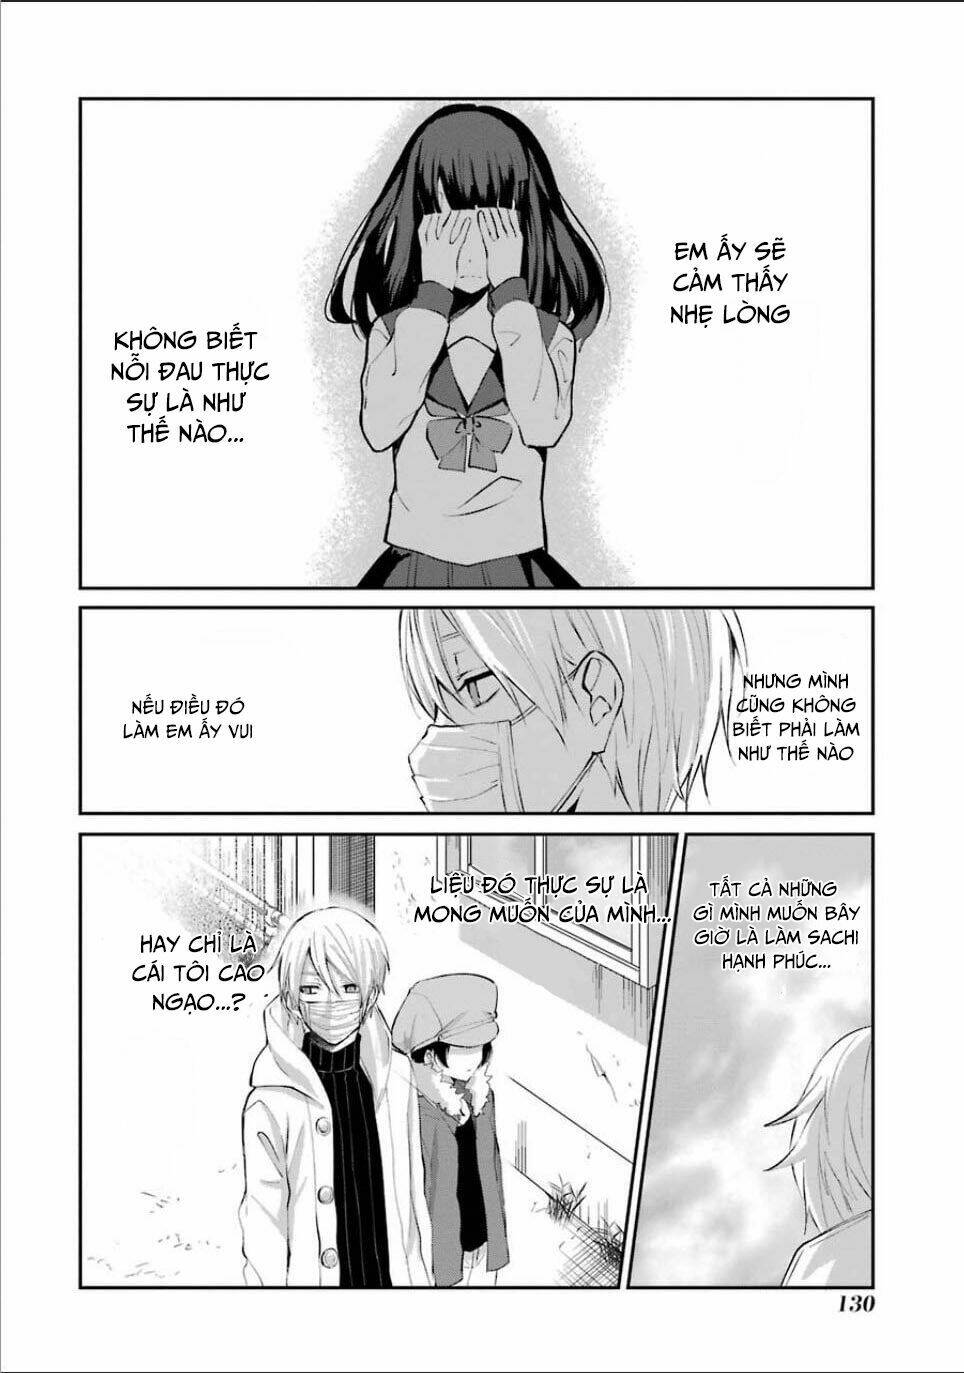 EM ẤY SẼ
CẢM THẤY
NHẸ LÒNG
KHÔNG BIẾT
NỖI ĐAU THỰC
SỰ LÀ NHƯ
THẾ NÀO...
NHƯNG MÌNH
CŨNG KHÔNG
BIẾT PHẢI LÀM
NHƯ THẾ NÀO
NẾU ĐIỀU ĐÓ
LÀM EM ẤY VUI
TẤT CẢ NHỮNG
GÌ MÌNH MUỐN BÂY
GIỜ LÀ LÀM SACHI
HẠNH PHÚC...
LIỆU ĐÓ THỰC SỰ LÀ
MONG MUỐN CỦA MÌNH...
HAY CHỈ LÀ
CÁI TÔI CAO
NGẠO...?
130